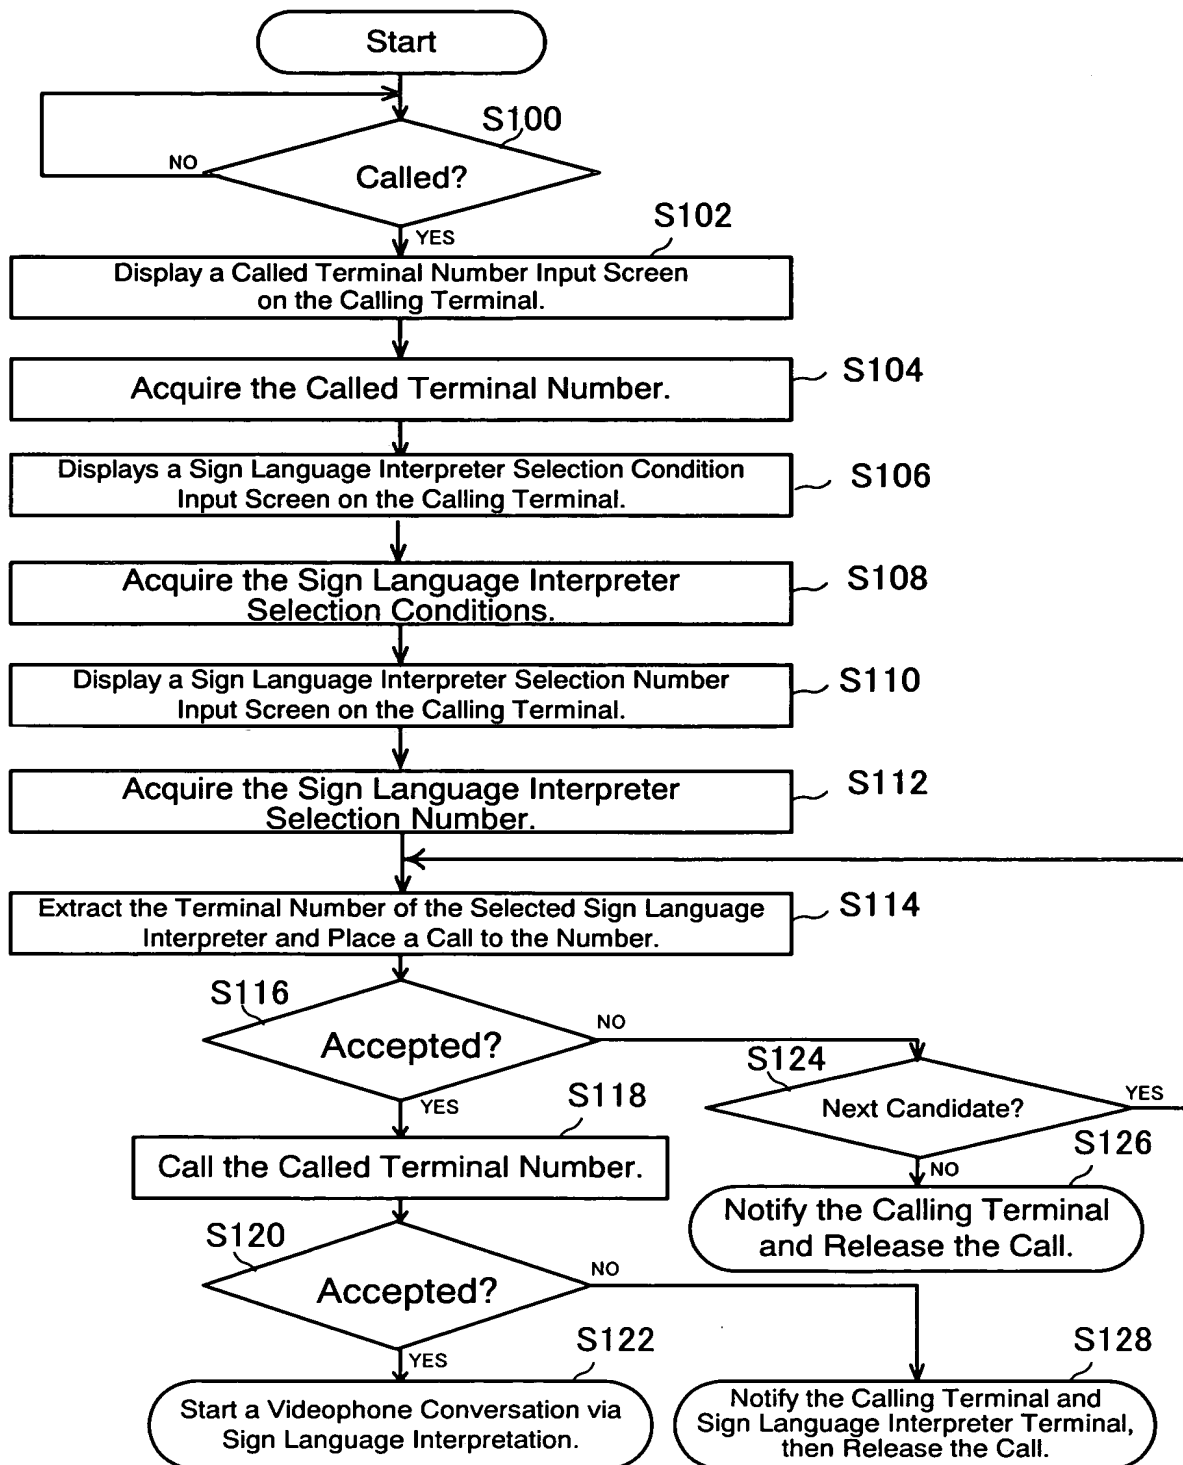 Start
S100
NO
Called?
YES
S102
Display a Called Terminal Number Input Screen
on the Calling Terminal.
Acquire the Called Terminal Number.
S104
Displays a Sign Language Interpreter Selection Condition
Input Screen on the Calling Terminal.
S106
Acquire the Sign Language Interpreter
Selection Conditions.
S108
Display a Sign Language Interpreter Selection Number
Input Screen on the Calling Terminal.
S110
Acquire the Sign Language Interpreter
Selection Number.
S112
Extract the Terminal Number of the Selected Sign Language
Interpreter and Place a Call to the Number.
S114
S116
Accepted?
NO
YES
S124
Next Candidate?
YES
NO
S118
Call the Called Terminal Number.
S126
Notify the Calling Terminal
and Release the Call.
S120
Accepted?
NO
YES
S122
Start a Videophone Conversation via
Sign Language Interpretation.
S128
Notify the Calling Terminal and
Sign Language Interpreter Terminal,
then Release the Call.